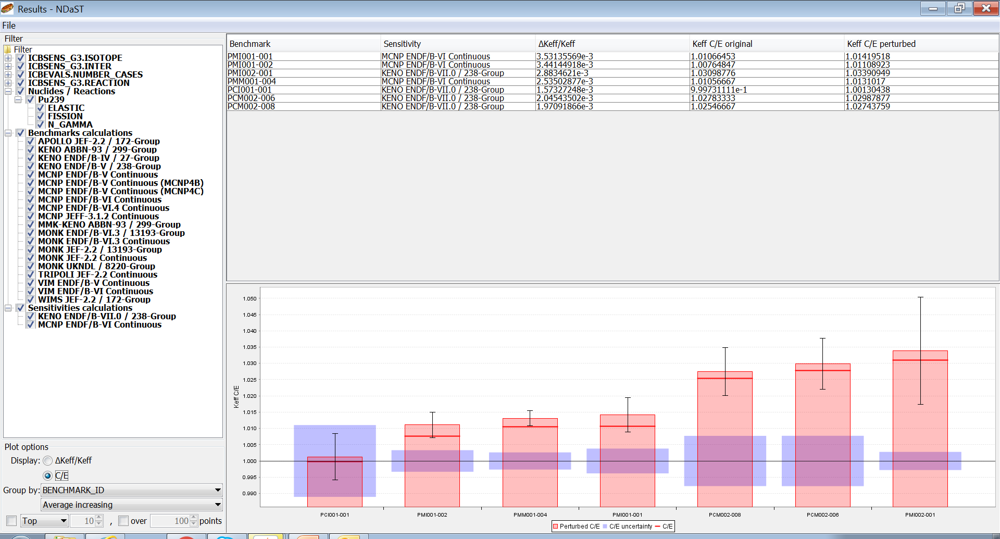 Results - NDaST
File
Filter
Filter
ICBSENS_G3.ISOTOPE
ICBSENS_G3.INTER
ICBEVALS.NUMBER_CASES
ICBSENS_G3.REACTION
Nuclides / Reactions
Pu239
ELASTIC
FISSION
N_GAMMA
Benchmarks calculations
APOLLO JEF-2.2 / 172-Group
KENO ABBN-93 / 299-Group
KENO ENDF/B-IV / 27-Group
KENO ENDF/B-V / 238-Group
MCNP ENDF/B-V Continuous
MCNP ENDF/B-V Continuous (MCNP4B)
MCNP ENDF/B-V Continuous (MCNP4C)
MCNP ENDF/B-VI Continuous
MCNP ENDF/B-VI.4 Continuous
MCNP JEFF-3.1.2 Continuous
MMK-KENO ABBN-93 / 299-Group
MONK ENDF/B-VI.3 / 13193-Group
MONK ENDF/B-VI.3 Continuous
MONK JEF-2.2 / 13193-Group
MONK JEF-2.2 Continuous
MONK UKNDL / 8220-Group
TRIPOLI JEF-2.2 Continuous
VIM ENDF/B-V Continuous
VIM ENDF/B-VI Continuous
WIMS JEF-2.2 / 172-Group
Sensitivities calculations
KENO ENDF/B-VII.0 / 238-Group
MCNP ENDF/B-VI Continuous
Plot options
Display: ΔKeff/Keff
C/E
Group by: BENCHMARK_ID
Average increasing
Top 10 , over 100 points
Benchmark Sensitivity ΔKeff/Keff Keff C/E original Keff C/E perturbed
PMI001-001 MCNP ENDF/B-VI Continuous 3.53135569e-3 1.01066453 1.01419518
PMI001-002 MCNP ENDF/B-VI Continuous 3.44144918e-3 1.00764847 1.01108923
PMI002-001 KENO ENDF/B-VII.0 / 238-Group 2.8834621e-3 1.03098776 1.03390949
PMM001-004 MCNP ENDF/B-VI Continuous 2.53502877e-3 1.01056667 1.0131017
PCI001-001 KENO ENDF/B-VII.0 / 238-Group 1.57327248e-3 9.99731111e-1 1.00130438
PCM002-006 KENO ENDF/B-VII.0 / 238-Group 2.04543502e-3 1.02783333 1.02987877
PCM002-008 KENO ENDF/B-VII.0 / 238-Group 1.97091866e-3 1.02546667 1.02743759
Keff C/E
1.050
1.045
1.040
1.035
1.030
1.025
1.020
1.015
1.010
1.005
1.000
0.995
0.990
PCI001-001 PMI001-002 PMM001-004 PMI001-001 PCM002-008 PCM002-006 PMI002-001
Perturbed C/E C/E uncertainty C/E